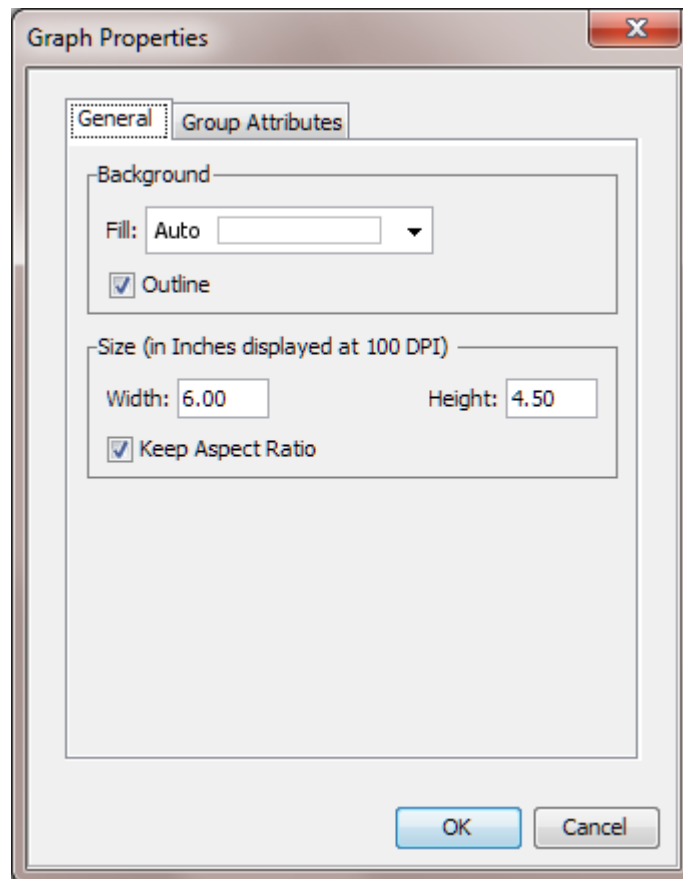 Graph Properties
General Group Attributes
Background
Fill: Auto
Outline
Size (in Inches displayed at 100 DPI)
Width: 6.00 Height: 4.50
Keep Aspect Ratio
OK Cancel